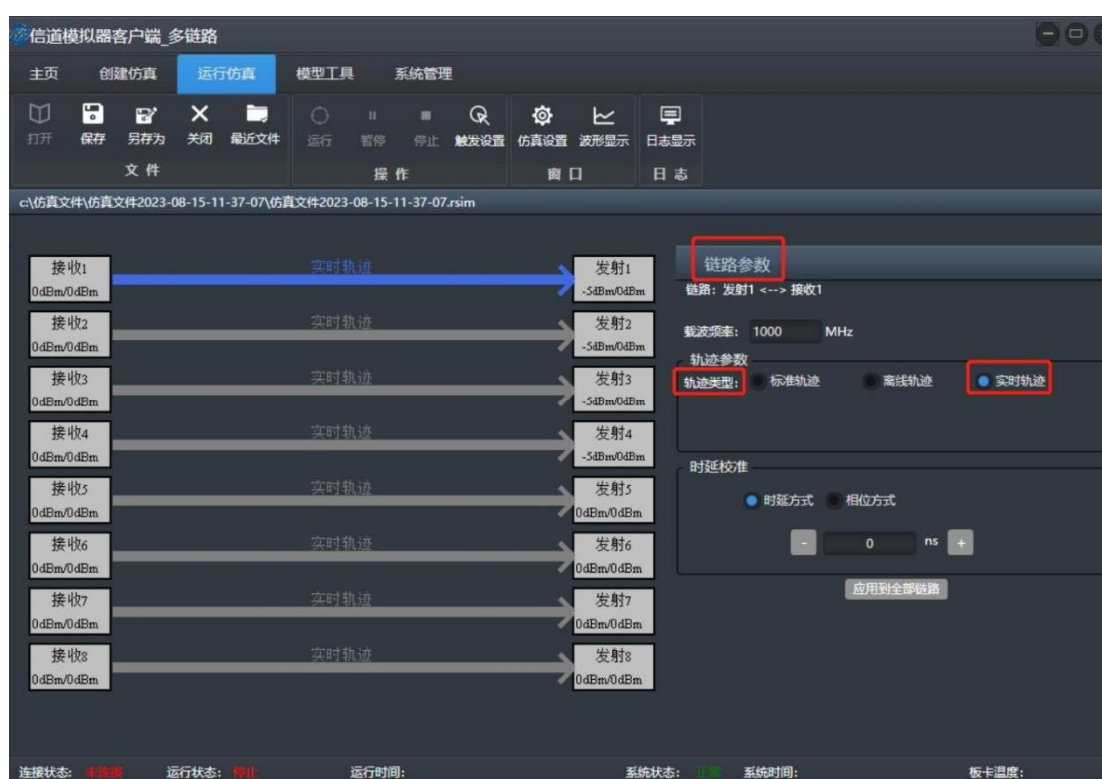 信道模拟器客户端_多链路
主页 创建仿真 运行仿真 模型工具 系统管理
打开 保存 另存为 关闭 最近文件 运行 暂停 停止 触发设置 仿真设置 波形显示 日志显示
文件 操作 窗口 日志
c:\仿真文件\仿真文件2023-08-15-11-37-07\仿真文件2023-08-15-11-37-07.rsim
接收1 实时轨迹 发射1
0dBm/0dBm -5dBm/0dBm
接收2 实时轨迹 发射2
0dBm/0dBm -5dBm/0dBm
接收3 实时轨迹 发射3
0dBm/0dBm -5dBm/0dBm
接收4 实时轨迹 发射4
0dBm/0dBm -5dBm/0dBm
接收5 实时轨迹 发射5
0dBm/0dBm 0dBm/0dBm
接收6 实时轨迹 发射6
0dBm/0dBm 0dBm/0dBm
接收7 实时轨迹 发射7
0dBm/0dBm 0dBm/0dBm
接收8 实时轨迹 发射8
0dBm/0dBm 0dBm/0dBm
链路参数
链路：发射1 <--> 接收1
载波频率： 1000 MHz
轨迹参数
轨迹类型： 标准轨迹 离线轨迹 实时轨迹
时延校准
时延方式 相位方式
- 0 ns +
应用到全部链路
连接状态： 未连接 运行状态： 停止 运行时间： 系统状态： 正常 系统时间： 板卡温度：